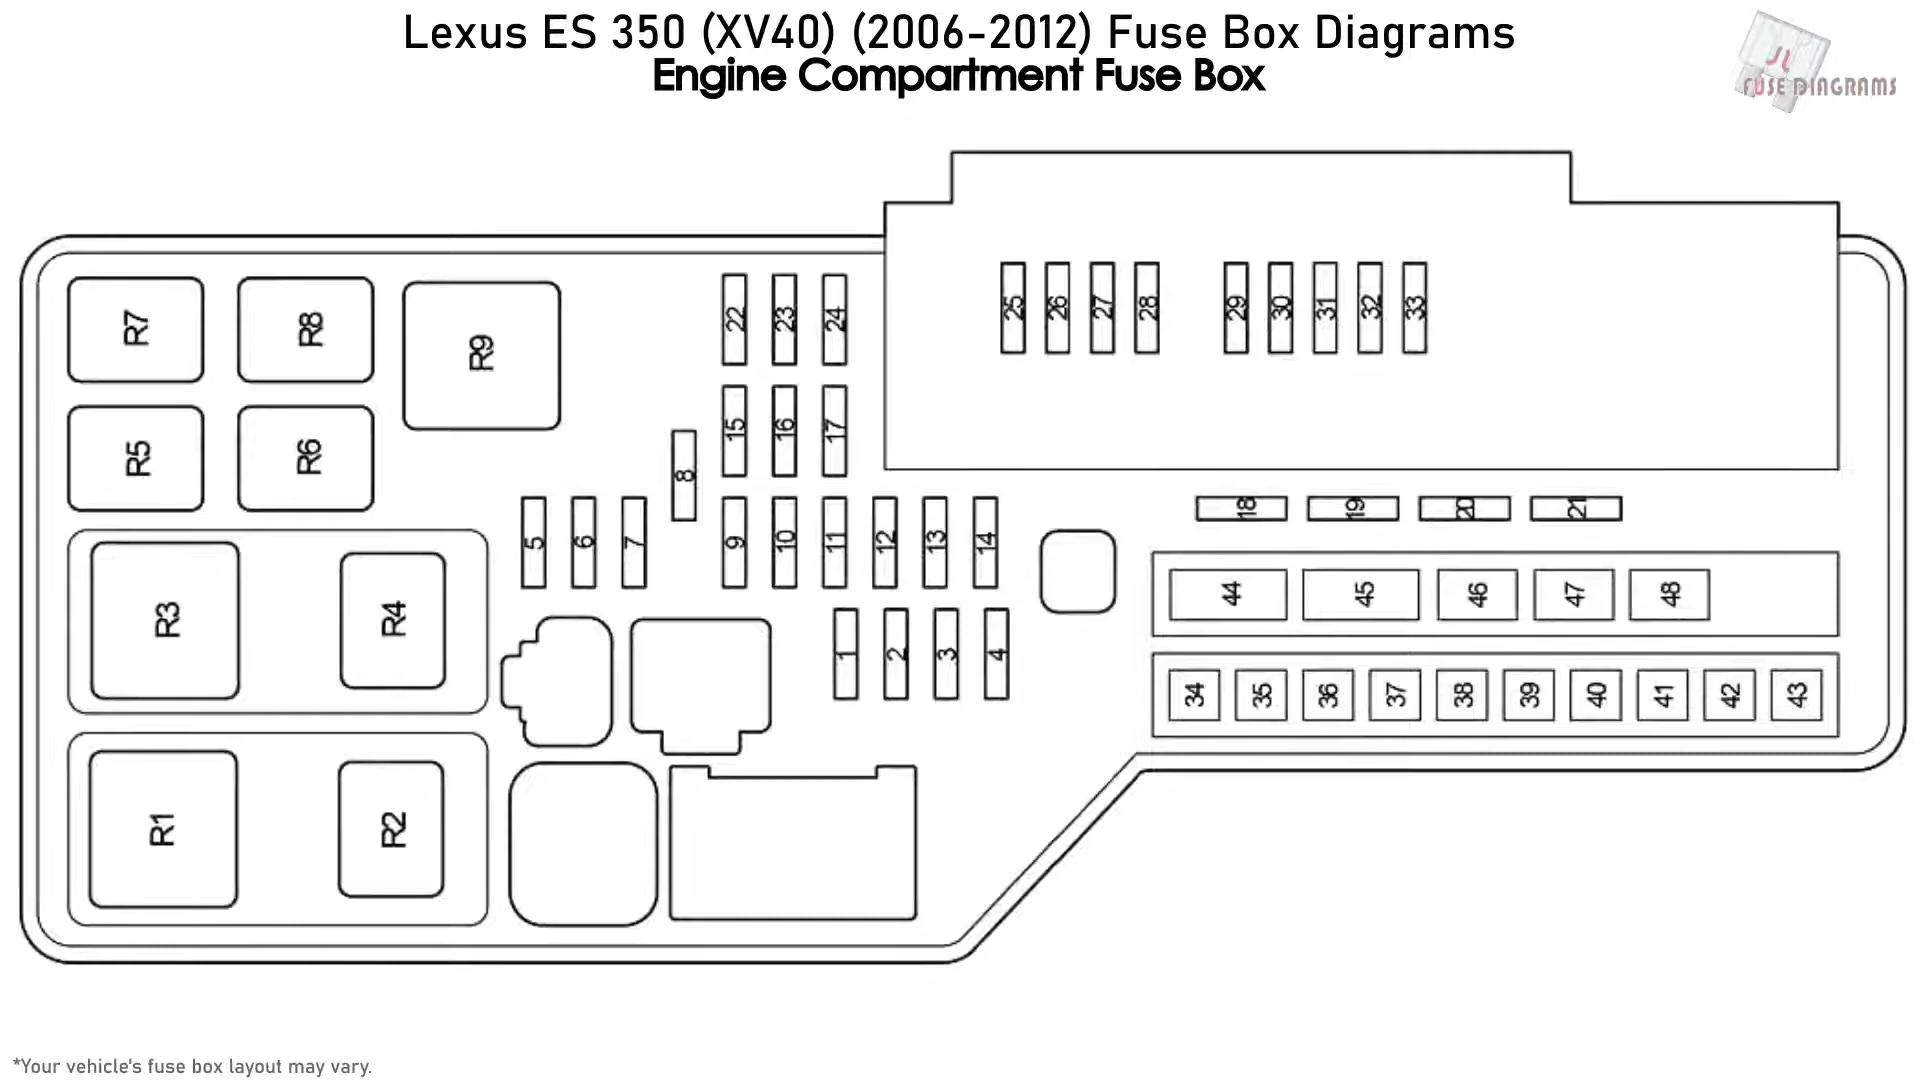 Lexus ES 350 (XV40) (2006-2012) Fuse Box Diagrams
Engine Compartment Fuse Box
JL
FUSE DIAGRAMS
R7 R8 R9
22 23 24
25 26 27 28 29 30 31 32 33
R5 R6
8
15 16 17
18 19 20 21
5 6 7
9 10 11 12 13 14
R3 R4
1 2 3 4
44 45 46 47 48
34 35 36 37 38 39 40 41 42 43
R1 R2
*Your vehicle's fuse box layout may vary.